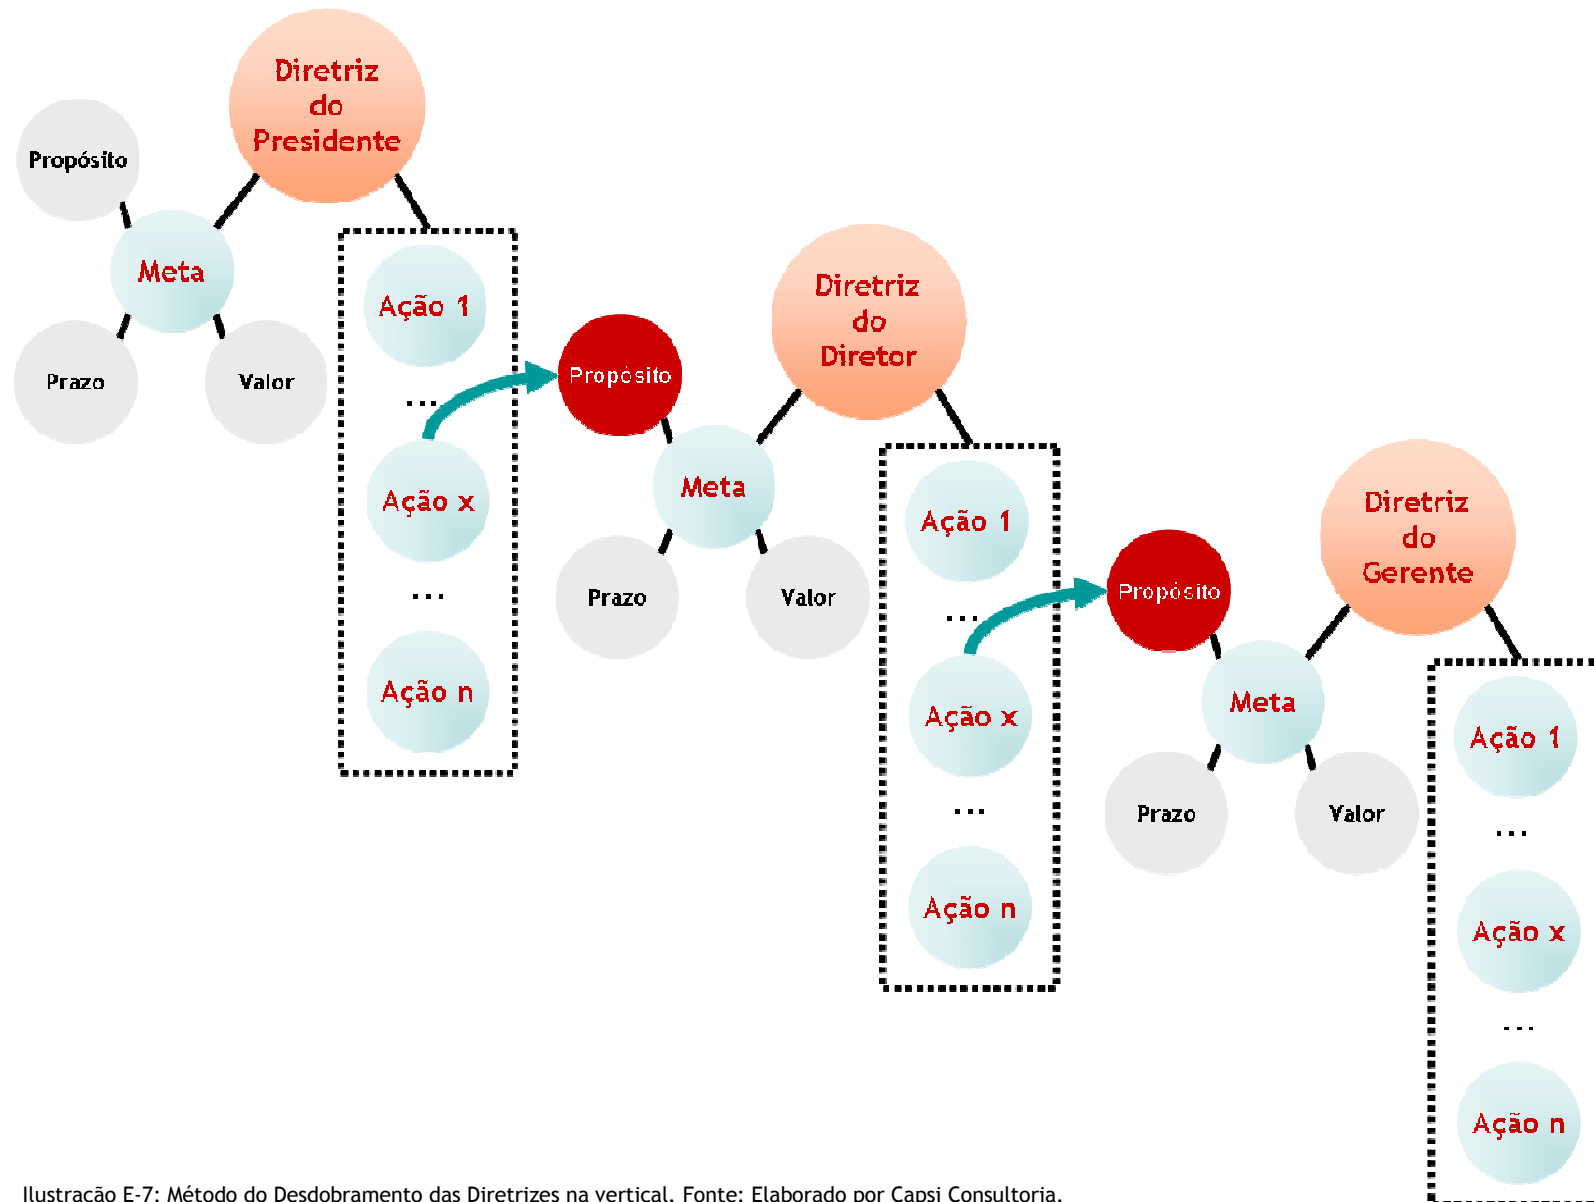 Diretriz
do
Presidente
Propósito
Meta
Prazo
Valor
Ação 1
...
Ação x
...
Ação n
Diretriz
do
Diretor
Propósito
Meta
Prazo
Valor
Ação 1
...
Ação x
...
Ação n
Diretriz
do
Gerente
Propósito
Meta
Prazo
Valor
Ação 1
...
Ação x
...
Ação n
Ilustração E-7: Método do Desdobramento das Diretrizes na vertical. Fonte: Elaborado por Capsi Consultoria.